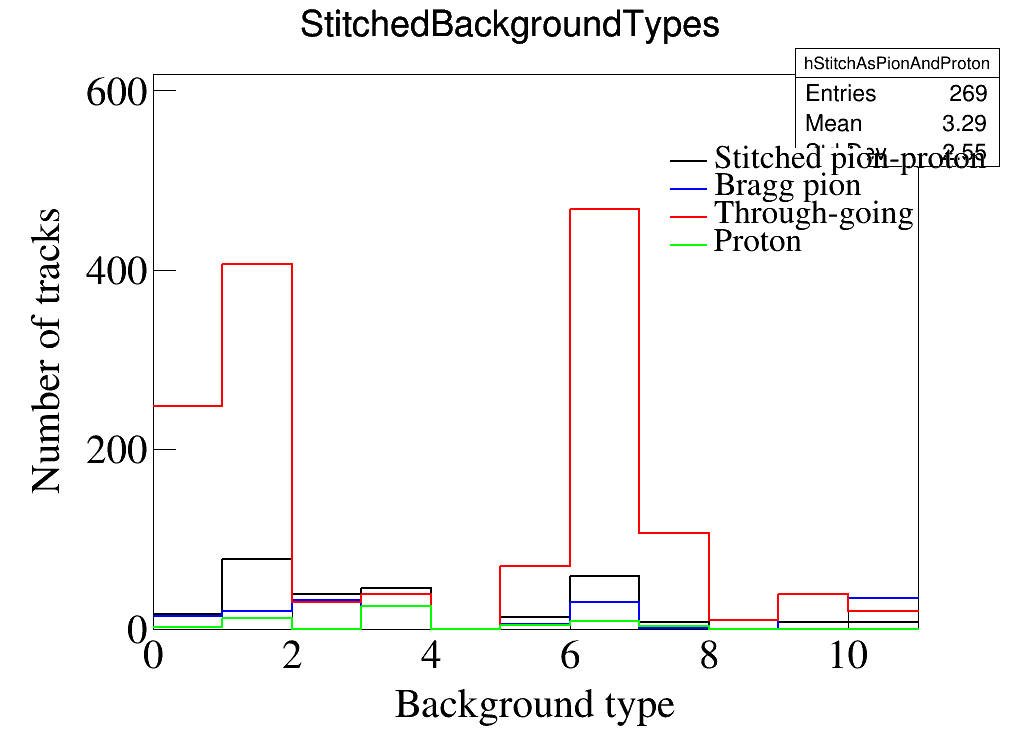 StitchedBackgroundTypes
hStitchAsPionAndProton
Entries 269
Mean 3.29
2.55
Stitched pion-proton
Bragg pion
Through-going
Proton
Number of tracks
600
400
200
0
0 2 4 6 8 10
Background type